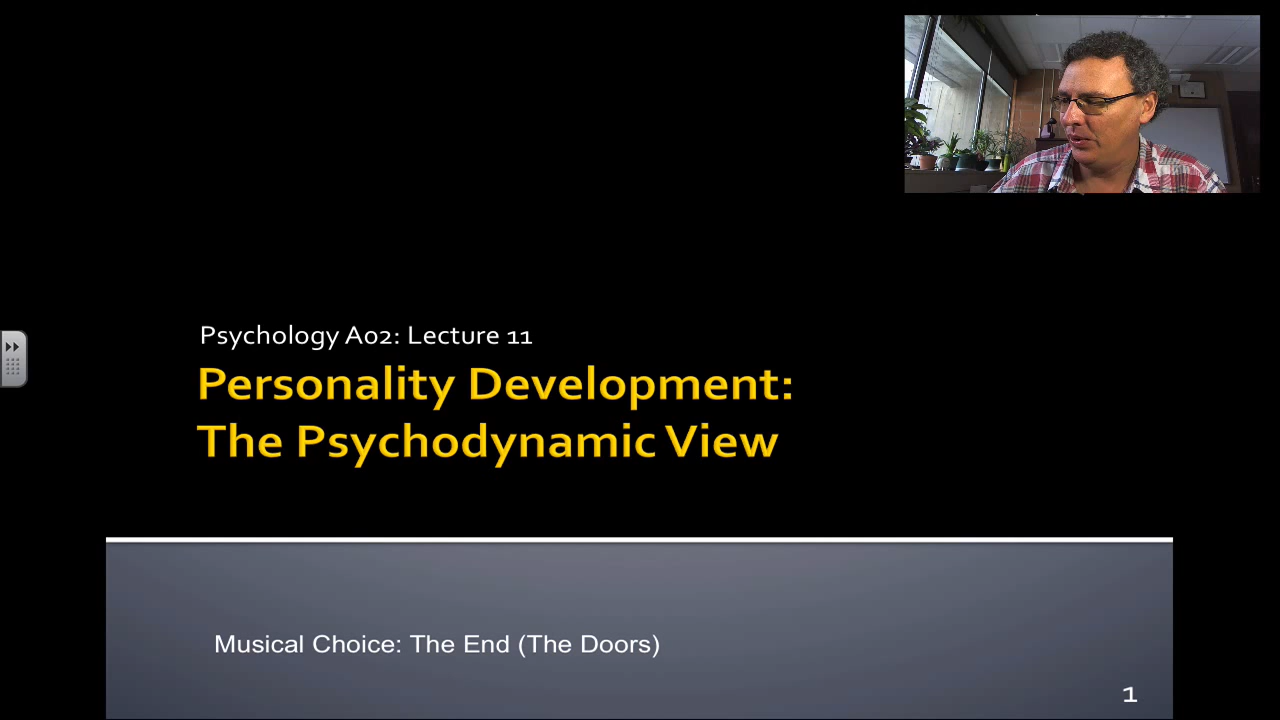 Psychology A02: Lecture 11
Personality Development:
The Psychodynamic View
Musical Choice: The End (The Doors)
1